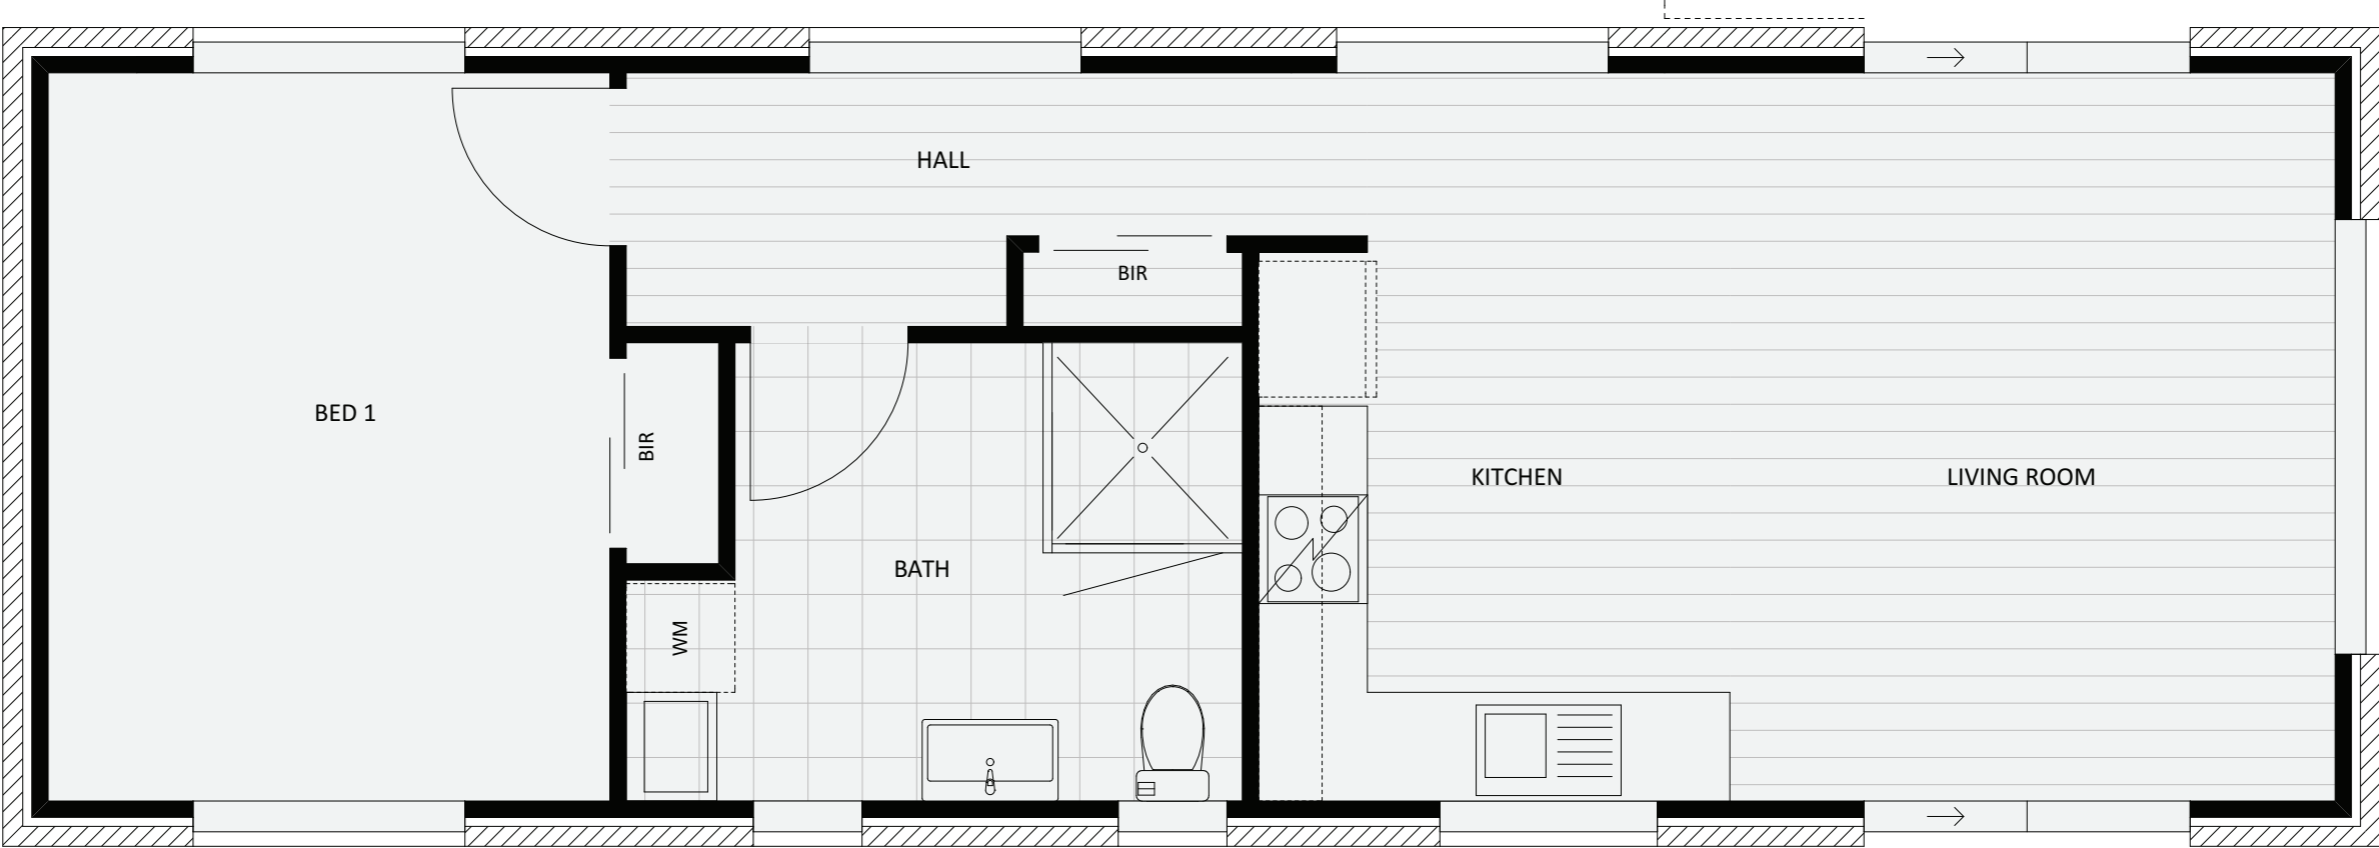 HALL
BIR
BED 1
BIR
KITCHEN
LIVING ROOM
BATH
WM